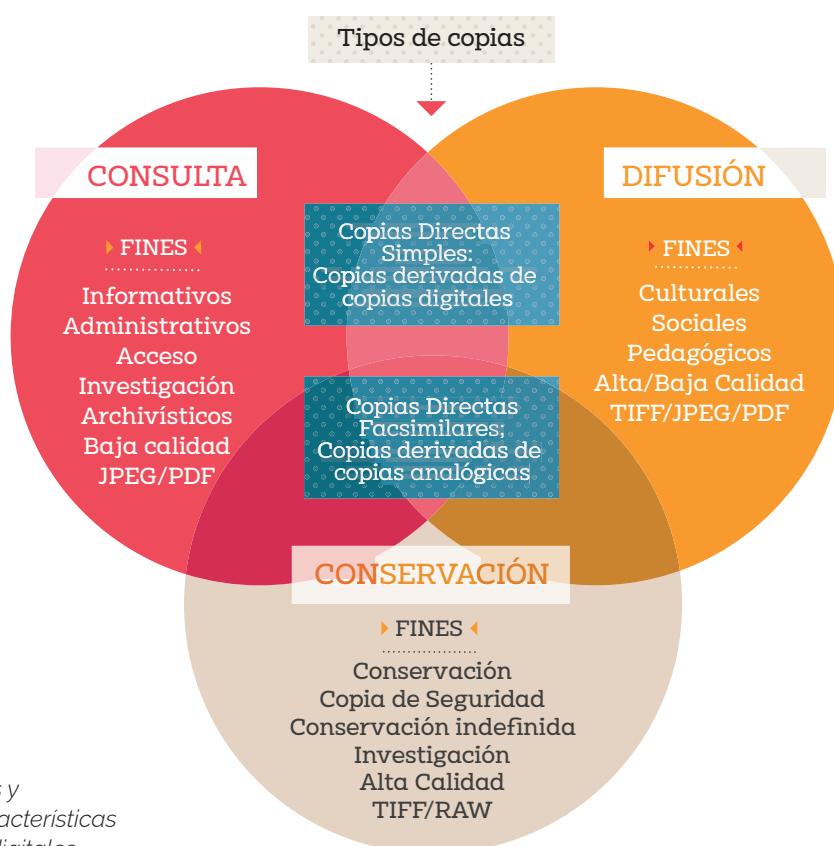 Tipos de copias
CONSULTA
FINES
Informativos
Administrativos
Acceso
Investigación
Archivísticos
Baja calidad
JPEG/PDF
Copias Directas
Simples:
Copias derivadas de
copias digitales
Copias Directas
Facsimilares;
Copias derivadas de
copias analógicas
DIFUSIÓN
FINES
Culturales
Sociales
Pedagógicos
Alta/Baja Calidad
TIFF/JPEG/PDF
CONSERVACIÓN
FINES
Conservación
Copia de Seguridad
Conservación indefinida
Investigación
Alta Calidad
TIFF/RAW
y